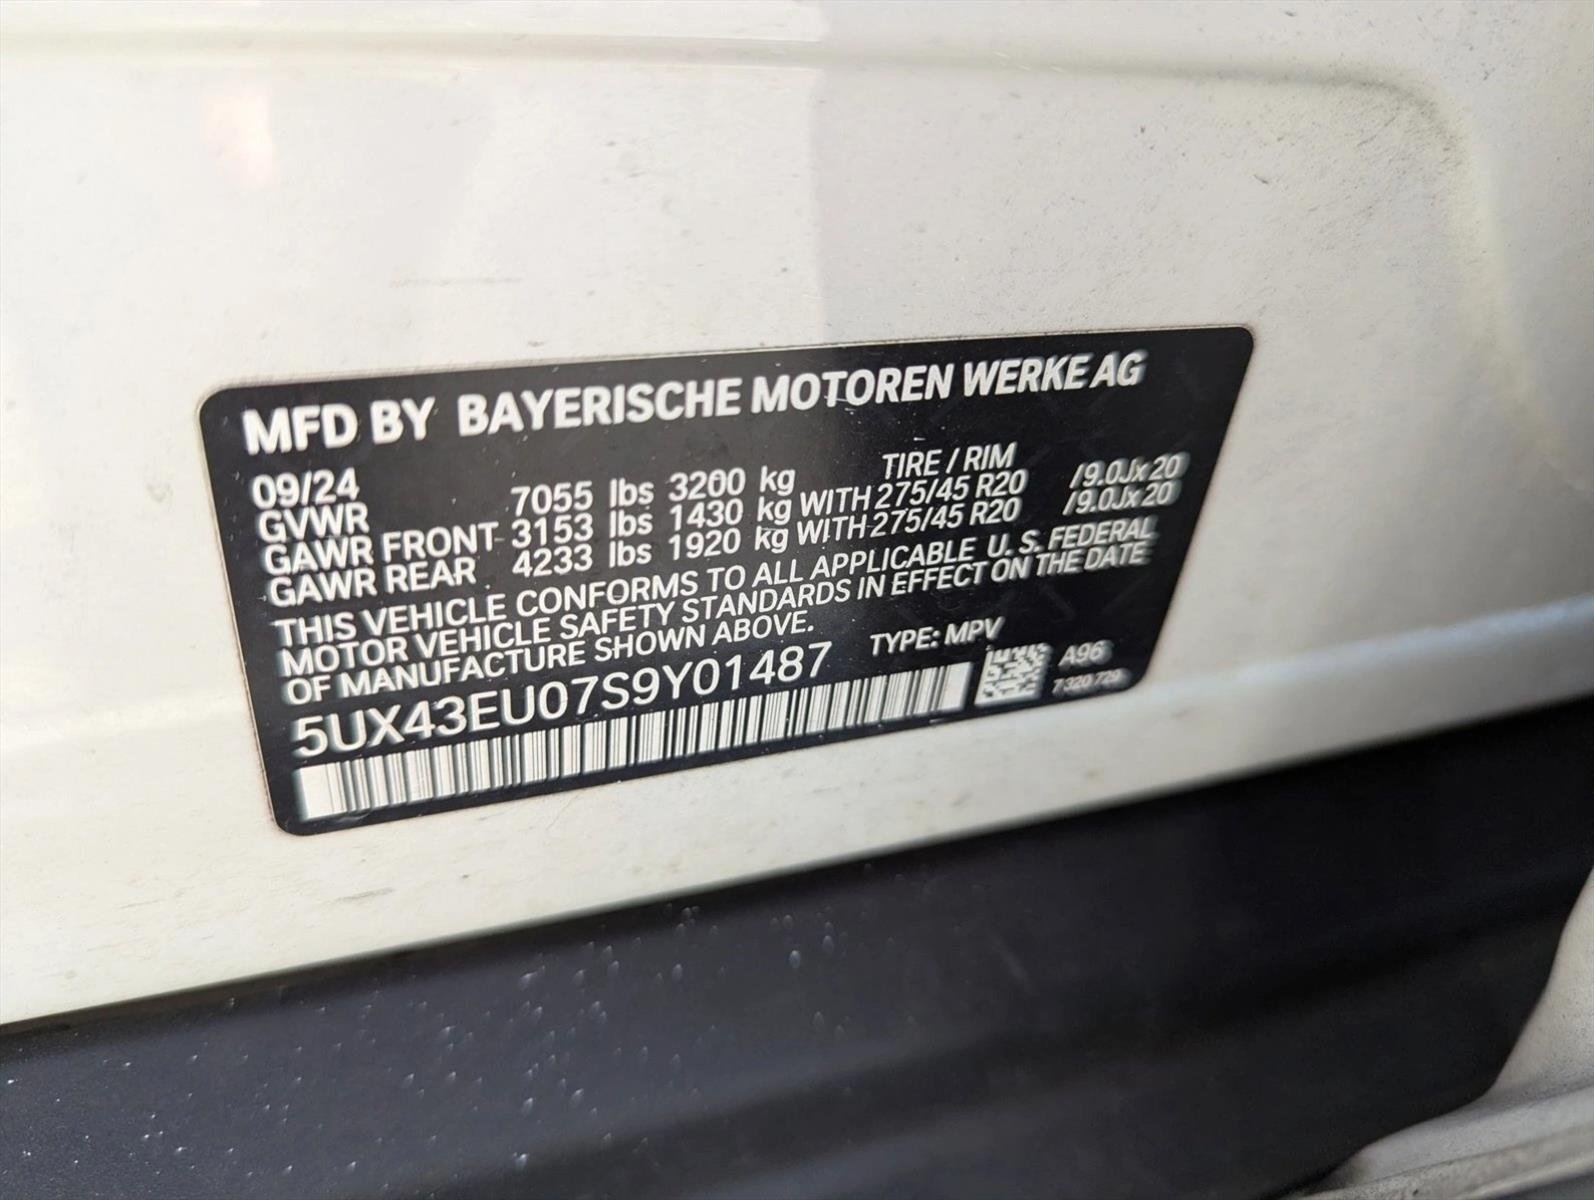 MFD BY BAYERISCHE MOTOREN WERKE AG
09/24 TIRE / RIM
GVWR 7055 lbs 3200 kg
GAWR FRONT 3153 lbs 1430 kg WITH 275/45 R20 /9.0Jx20
GAWR REAR 4233 lbs 1920 kg WITH 275/45 R20 /9.0Jx20
THIS VEHICLE CONFORMS TO ALL APPLICABLE U. S. FEDERAL
MOTOR VEHICLE SAFETY STANDARDS IN EFFECT ON THE DATE
OF MANUFACTURE SHOWN ABOVE.
TYPE: MPV
5UX43EU07S9Y01487
A96
7 320 729